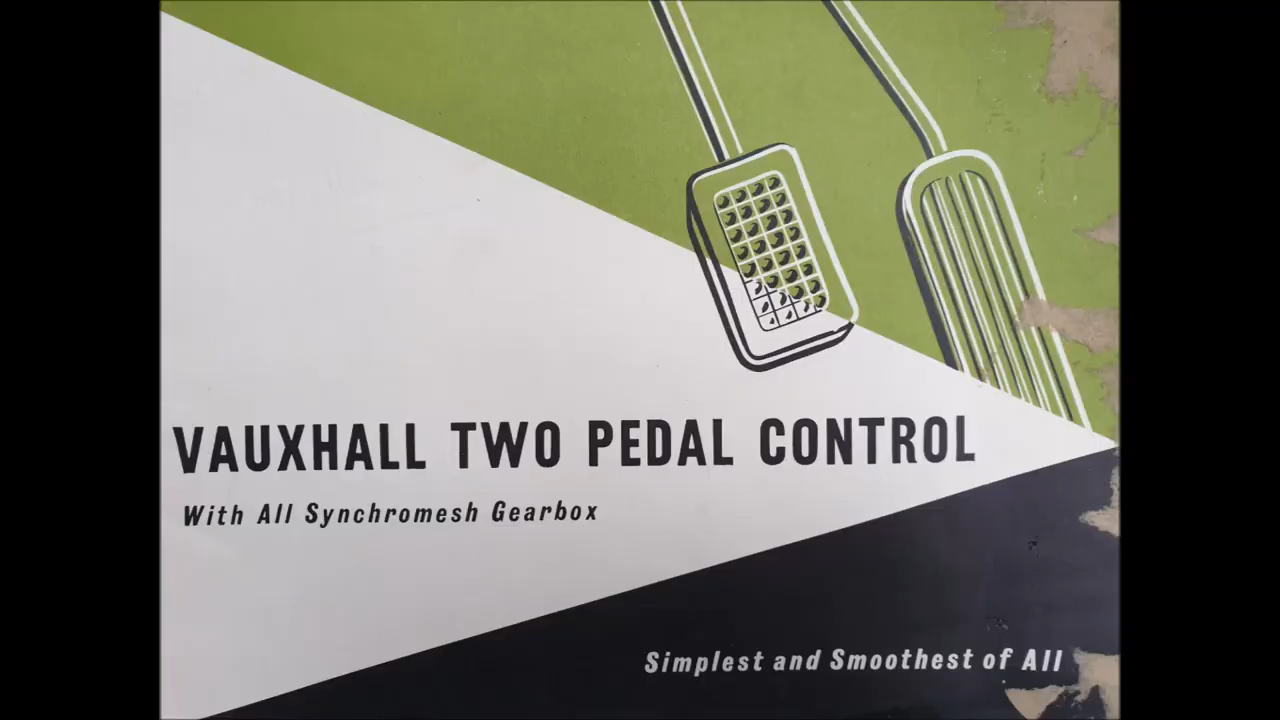 VAUXHALL TWO PEDAL CONTROL
With All Synchromesh Gearbox
Simplest and Smoothest of All